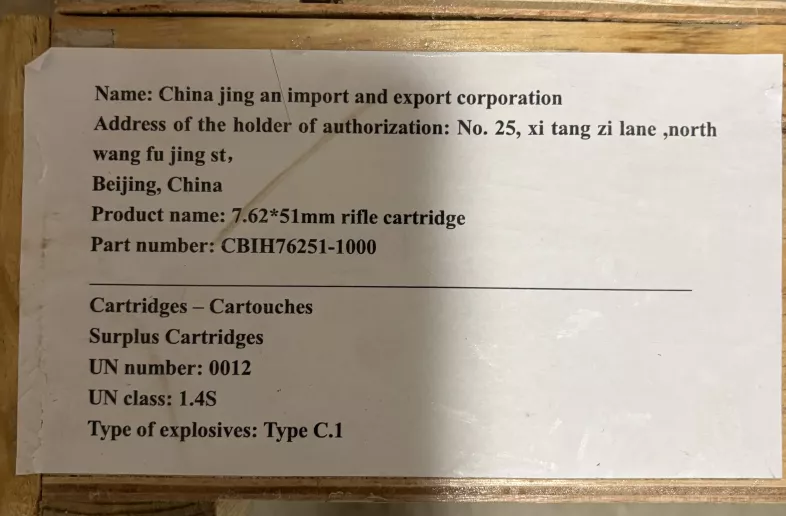 Name: China jing an import and export corporation
Address of the holder of authorization: No. 25, xi tang zi lane ,north
wang fu jing st，
Beijing, China
Product name: 7.62*51mm rifle cartridge
Part number: CBIH76251-1000
Cartridges – Cartouches
Surplus Cartridges
UN number: 0012
UN class: 1.4S
Type of explosives: Type C.1